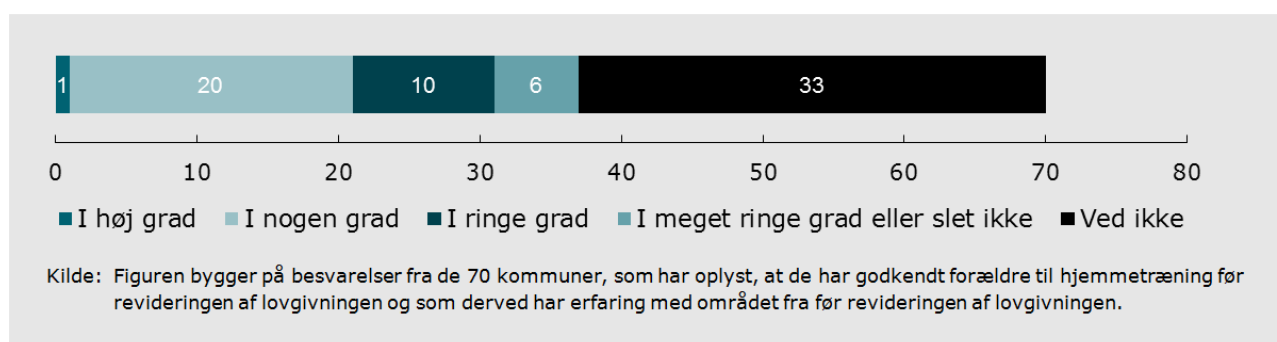 1 20 10 6 33
0 10 20 30 40 50 60 70 80
I høj grad I nogen grad I ringe grad I meget ringe grad eller slet ikke Ved ikke
Kilde: Figuren bygger på besvarelser fra de 70 kommuner, som har oplyst, at de har godkendt forældre til hjemmetræning før
revideringen af lovgivningen og som derved har erfaring med området fra før revideringen af lovgivningen.